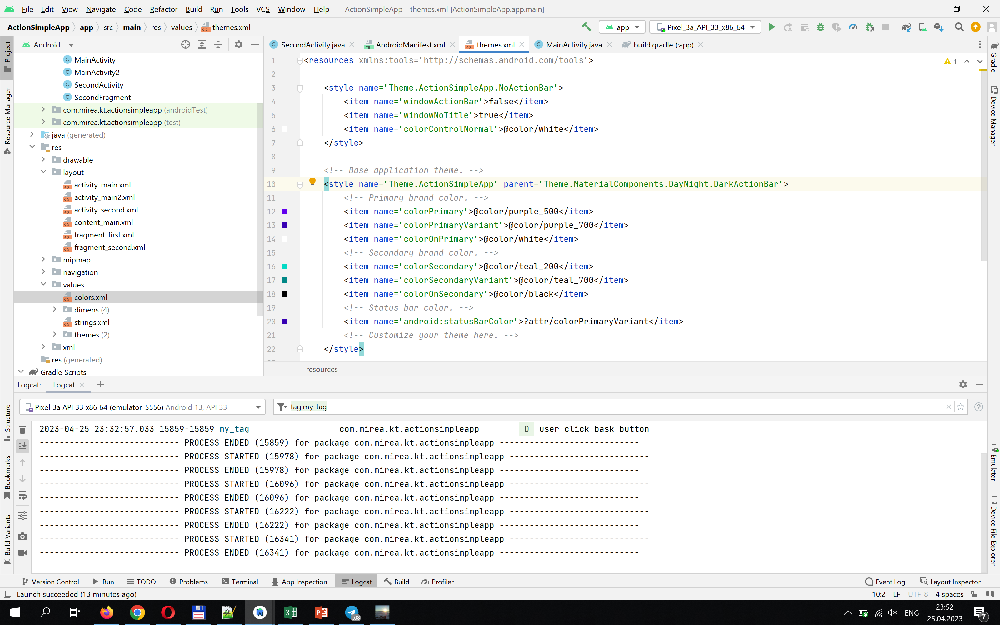 File Edit View Navigate Code Refactor Build Run Tools VCS Window Help ActionSimpleApp - themes.xml [ActionSimpleApp.app.main]
ActionSimpleApp app src main res values themes.xml app Pixel_3a_API_33_x86_64
Project
Resource Manager
Structure
Bookmarks
Build Variants
Android
MainActivity
MainActivity2
SecondActivity
SecondFragment
com.mirea.kt.actionsimpleapp (androidTest)
com.mirea.kt.actionsimpleapp (test)
java (generated)
res
drawable
layout
activity_main.xml
activity_main2.xml
activity_second.xml
content_main.xml
fragment_first.xml
fragment_second.xml
mipmap
navigation
values
colors.xml
dimens (4)
strings.xml
themes (2)
xml
res (generated)
Gradle Scripts
SecondActivity.java AndroidManifest.xml themes.xml MainActivity.java build.gradle (:app)
1 <resources xmlns:tools="http://schemas.android.com/tools">
2
3 <style name="Theme.ActionSimpleApp.NoActionBar">
4 <item name="windowActionBar">false</item>
5 <item name="windowNoTitle">true</item>
6 <item name="colorControlNormal">@color/white</item>
7 </style>
8
9 <!-- Base application theme. -->
10 <style name="Theme.ActionSimpleApp" parent="Theme.MaterialComponents.DayNight.DarkActionBar">
11 <!-- Primary brand color. -->
12 <item name="colorPrimary">@color/purple_500</item>
13 <item name="colorPrimaryVariant">@color/purple_700</item>
14 <item name="colorOnPrimary">@color/white</item>
15 <!-- Secondary brand color. -->
16 <item name="colorSecondary">@color/teal_200</item>
17 <item name="colorSecondaryVariant">@color/teal_700</item>
18 <item name="colorOnSecondary">@color/black</item>
19 <!-- Status bar color. -->
20 <item name="android:statusBarColor">?attr/colorPrimaryVariant</item>
21 <!-- Customize your theme here. -->
22 </style>
1
resources
Gradle
Device Manager
Emulator
Device File Explorer
Logcat: Logcat
Pixel 3a API 33 x86 64 (emulator-5556) Android 13, API 33 tag:my_tag
2023-04-25 23:32:57.033 15859-15859 my_tag com.mirea.kt.actionsimpleapp D user click bask button
---------------------------- PROCESS ENDED (15859) for package com.mirea.kt.actionsimpleapp ----------------------------
---------------------------- PROCESS STARTED (15978) for package com.mirea.kt.actionsimpleapp ----------------------------
---------------------------- PROCESS ENDED (15978) for package com.mirea.kt.actionsimpleapp ----------------------------
---------------------------- PROCESS STARTED (16096) for package com.mirea.kt.actionsimpleapp ----------------------------
---------------------------- PROCESS ENDED (16096) for package com.mirea.kt.actionsimpleapp ----------------------------
---------------------------- PROCESS STARTED (16222) for package com.mirea.kt.actionsimpleapp ----------------------------
---------------------------- PROCESS ENDED (16222) for package com.mirea.kt.actionsimpleapp ----------------------------
---------------------------- PROCESS STARTED (16341) for package com.mirea.kt.actionsimpleapp ----------------------------
---------------------------- PROCESS ENDED (16341) for package com.mirea.kt.actionsimpleapp ----------------------------
Version Control Run TODO Problems Terminal App Inspection Logcat Build Profiler Event Log Layout Inspector
Launch succeeded (13 minutes ago) 10:2 LF UTF-8 4 spaces
..08 ENG 23:52
25.04.2023 7